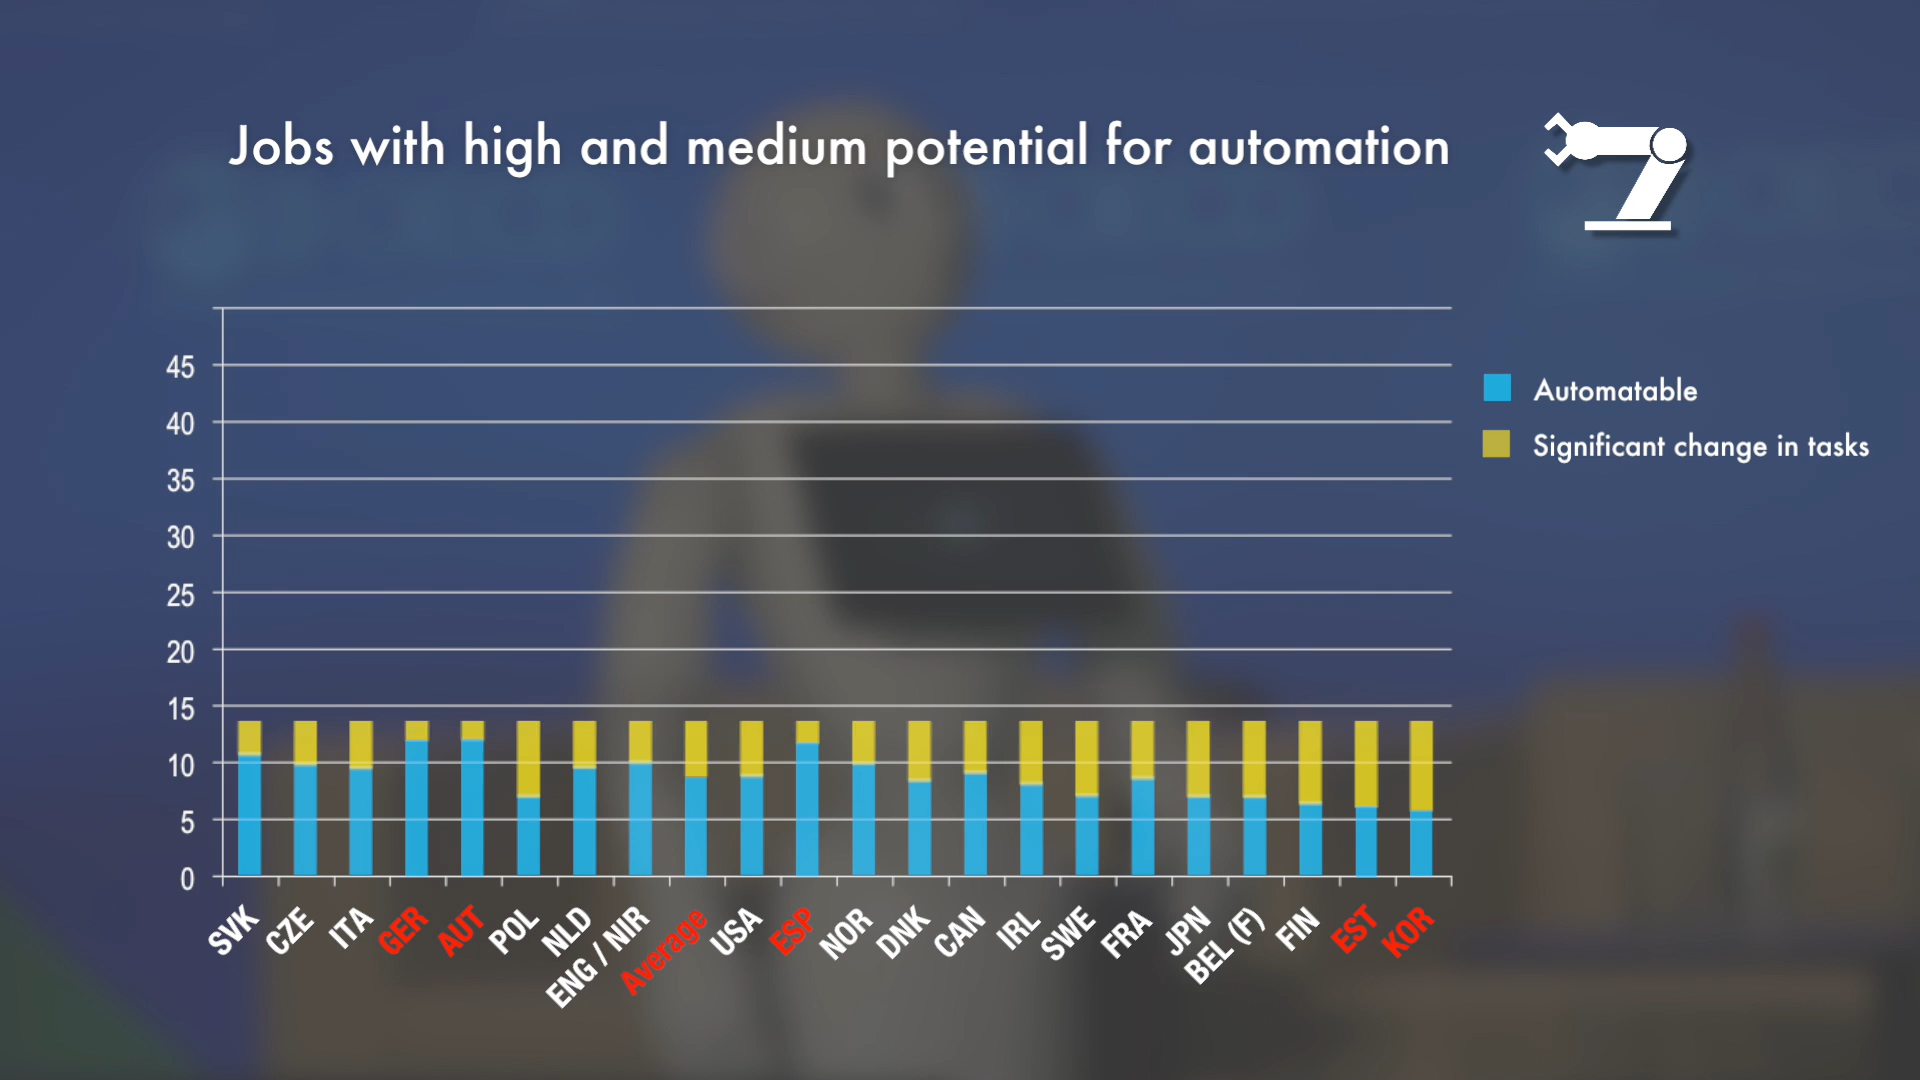 Jobs with high and medium potential for automation
45
40
35
30
25
20
15
10
5
0
Automatable
Significant change in tasks
SVK
CZE
ITA
GER
AUT
POL
NLD
ENG / NIR
Average
USA
ESP
NOR
DNK
CAN
IRL
SWE
FRA
JPN
BEL (F)
FIN
EST
KOR